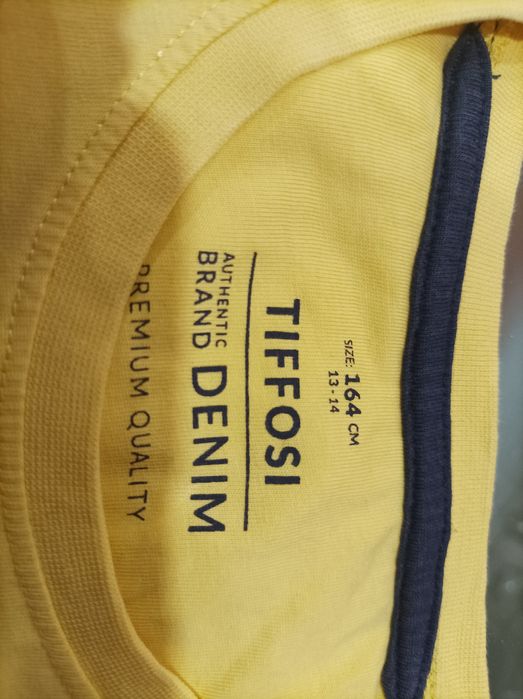 SIZE: 164 CM
13-14
TIFFOSI
AUTHENTIC
BRAND DENIM
PREMIUM QUALITY